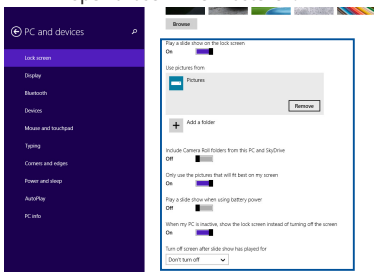 Browse
PC and devices
Lock screen
Display
Bluetooth
Devices
Mouse and touchpad
Typing
Corners and edges
Power and sleep
AutoPlay
PC info
Play a slide show on the lock screen
On
Use pictures from
Pictures
Remove
Add a folder
Include Camera Roll folders from this PC and SkyDrive
Off
Only use the pictures that will fit best on my screen
On
Play a slide show when using battery power
Off
When my PC is inactive, show the lock screen instead of turning off the screen
On
Turn off screen after slide show has played for
Don't turn off